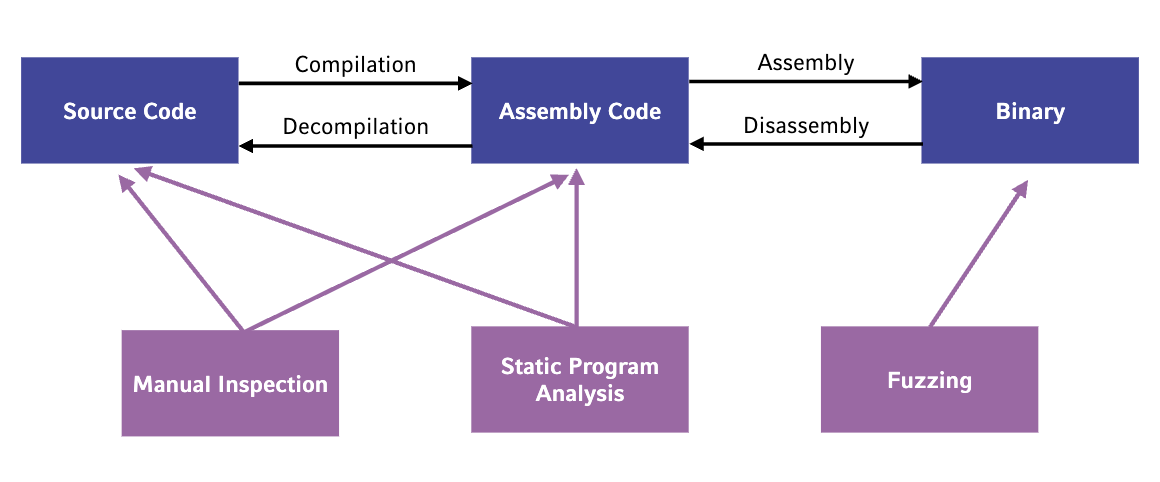 Compilation
Assembly
Source Code
Assembly Code
Binary
Decompilation
Disassembly
Manual Inspection
Static Program
Analysis
Fuzzing